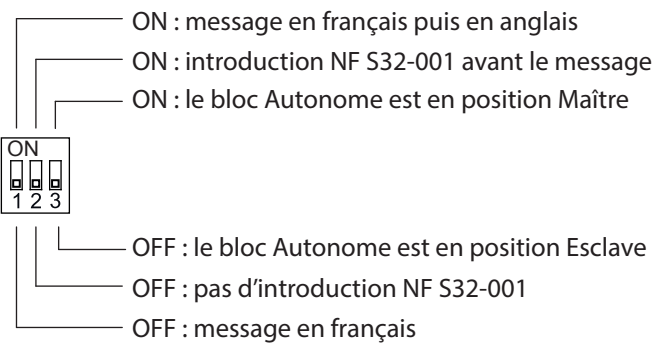 ON : message en français puis en anglais
ON : introduction NF S32-001 avant le message
ON : le bloc Autonome est en position Maître
ON
1 2 3
OFF : le bloc Autonome est en position Esclave
OFF : pas d’introduction NF S32-001
OFF : message en français